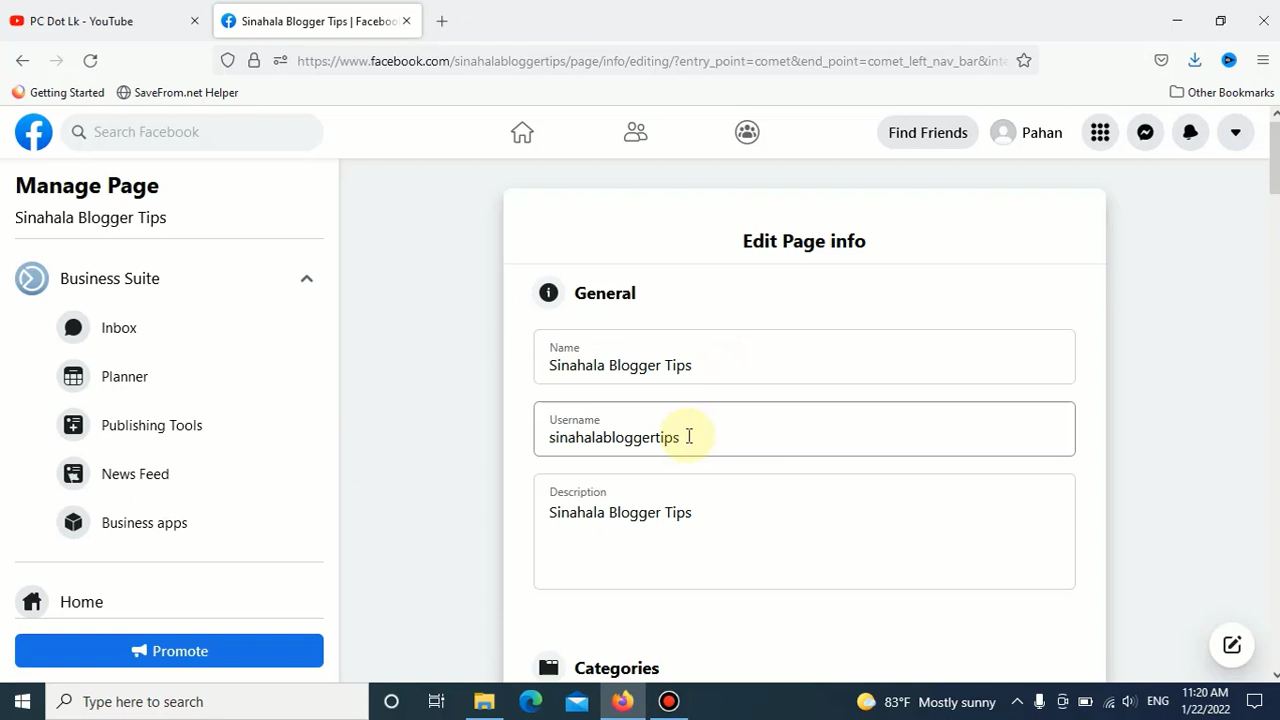 PC Dot Lk - YouTube
Sinahala Blogger Tips | Faceboo
https://www.facebook.com/sinahalabloggertips/page/info/editing/?entry_point=comet&end_point=comet_left_nav_bar&inte
Getting Started
SaveFrom.net Helper
Other Bookmarks
Search Facebook
Find Friends
Pahan
Manage Page
Sinahala Blogger Tips
Business Suite
Inbox
Planner
Publishing Tools
News Feed
Business apps
Home
Promote
Edit Page info
General
Name
Sinahala Blogger Tips
Username
sinahalabloggertips
Description
Sinahala Blogger Tips
Categories
Type here to search
83°F Mostly sunny
ENG
11:20 AM
1/22/2022